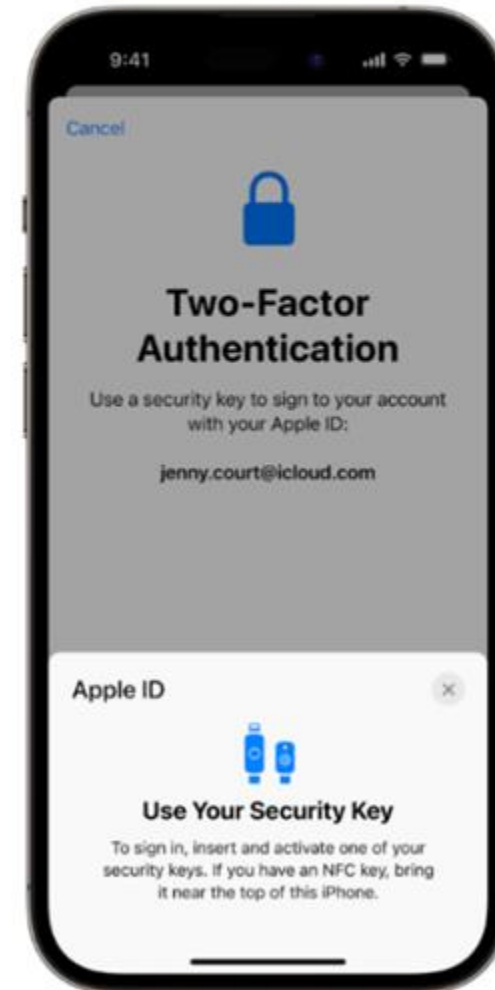 9:41
Cancel
Two-Factor
Authentication
Use a security key to sign to your account
with your Apple ID:
jenny.court@icloud.com
Apple ID
Use Your Security Key
To sign in, insert and activate one of your
security keys. If you have an NFC key, bring
it near the top of this iPhone.